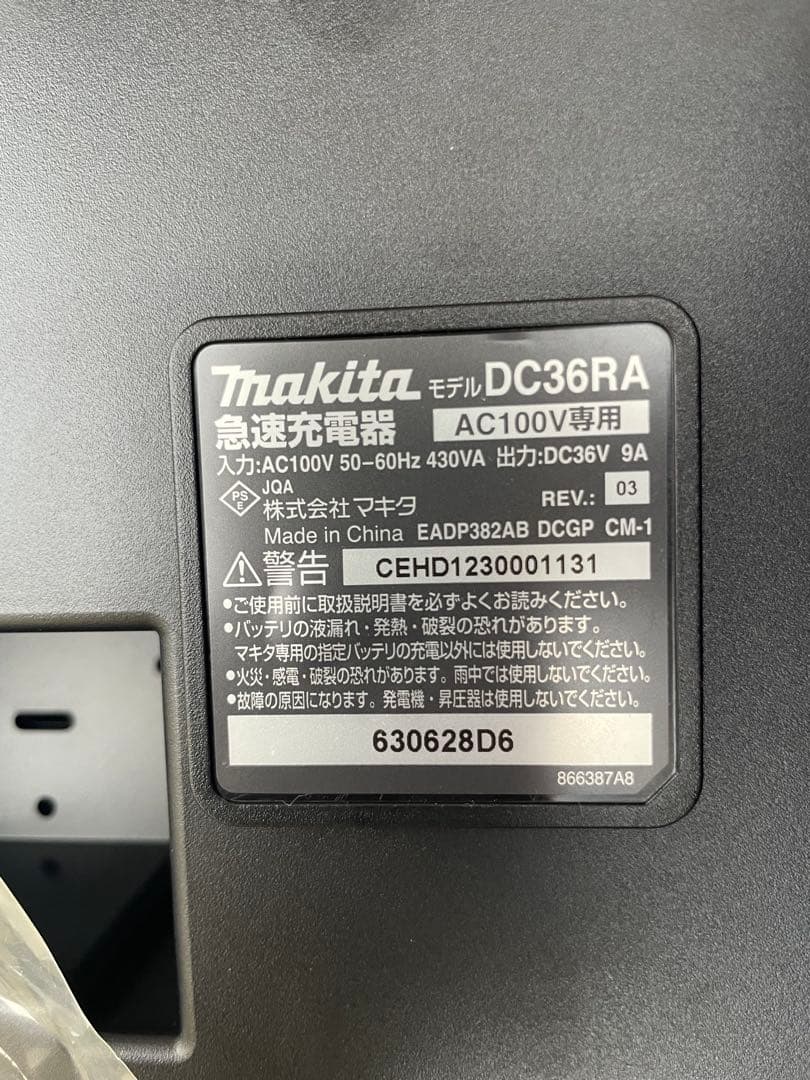 makita モデル DC36RA
急速充電器 AC100V専用
入力:AC100V 50-60Hz 430VA 出力:DC36V 9A
PS E JQA
株式会社マキタ REV.: 03
Made in China EADP382AB DCGP CM-1
警告 CEHD1230001131
•ご使用前に取扱説明書を必ずよくお読みください。
•バッテリの液漏れ・発熱・破裂の恐れがあります。
マキタ専用の指定バッテリの充電以外には使用しないでください。
•火災・感電・破裂の恐れがあります。雨中では使用しないでください。
•故障の原因になります。発電機・昇圧器は使用しないでください。
630628D6
866387A8